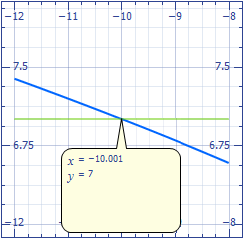 −12 −11 −10 −9 −8
7.5 7.5
6.75 6.75
x = −10.001
y = 7
−12 −8